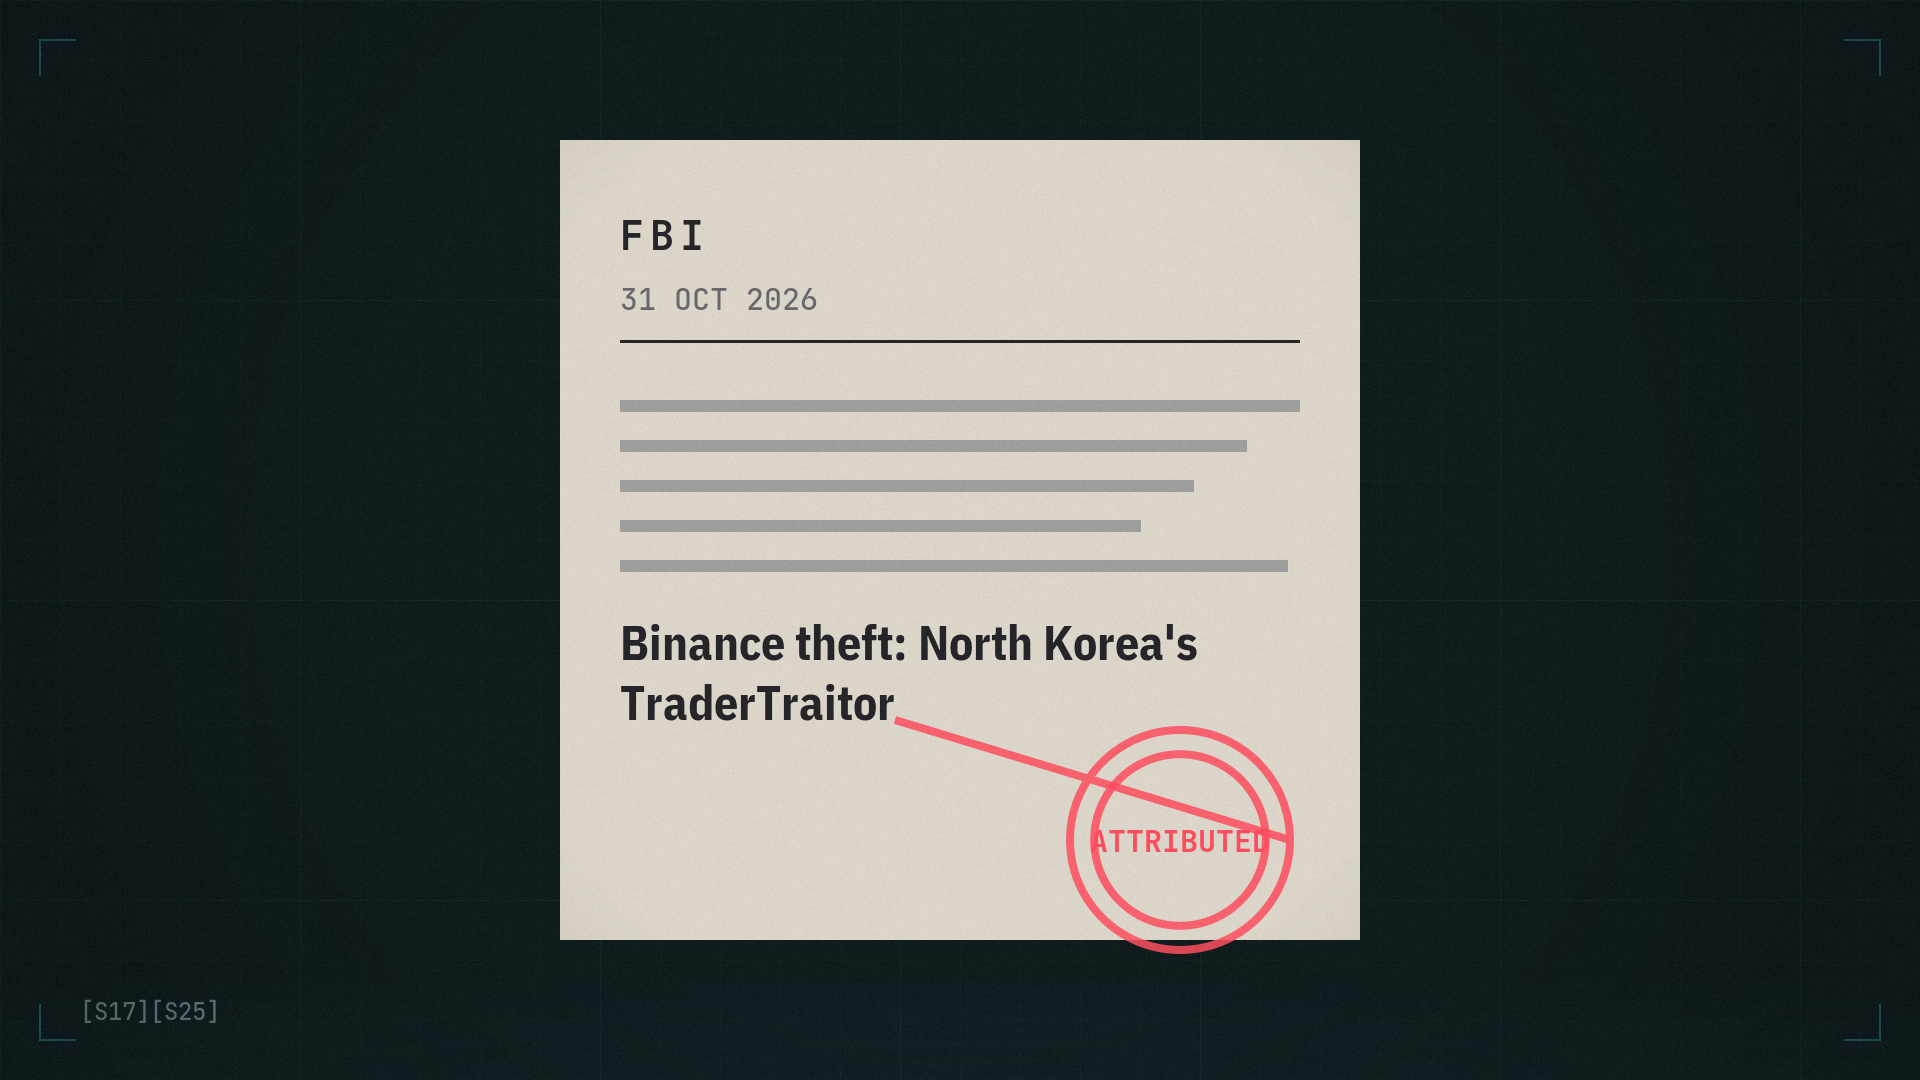 FBI
31 OCT 2026
Binance theft: North Korea's
TraderTraitor
ATTRIBUTED
[S17][S25]